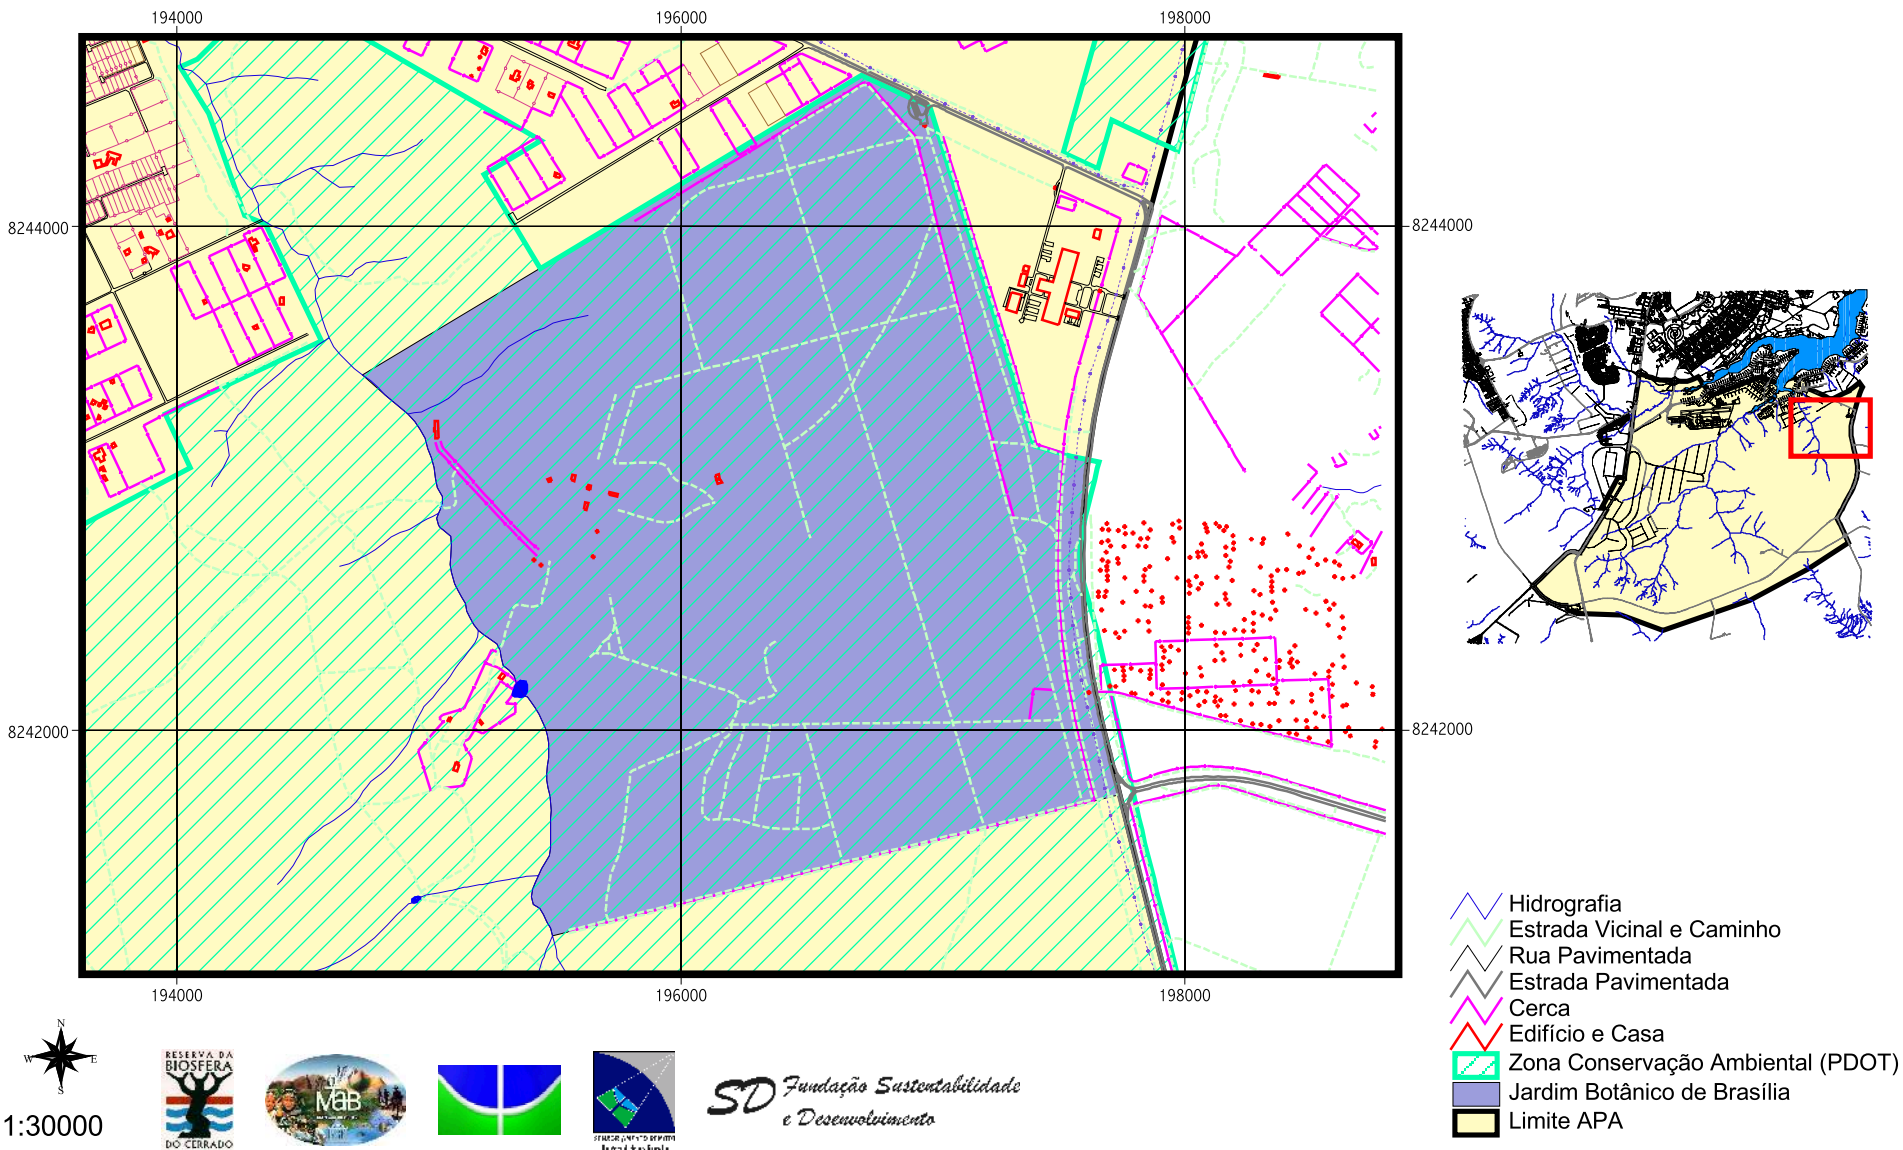 194000
196000
198000
8244000
8244000
8242000
8242000
194000
196000
198000
Hidrografia
Estrada Vicinal e Caminho
Rua Pavimentada
Estrada Pavimentada
Cerca
Edifício e Casa
Zona Conservação Ambiental (PDOT)
Jardim Botânico de Brasília
Limite APA
N
W
E
S
1:30000
RESERVA DA
BIOSFERA
DO CERRADO
MaB
SD Fundação Sustentabilidade
e Desenvolvimento